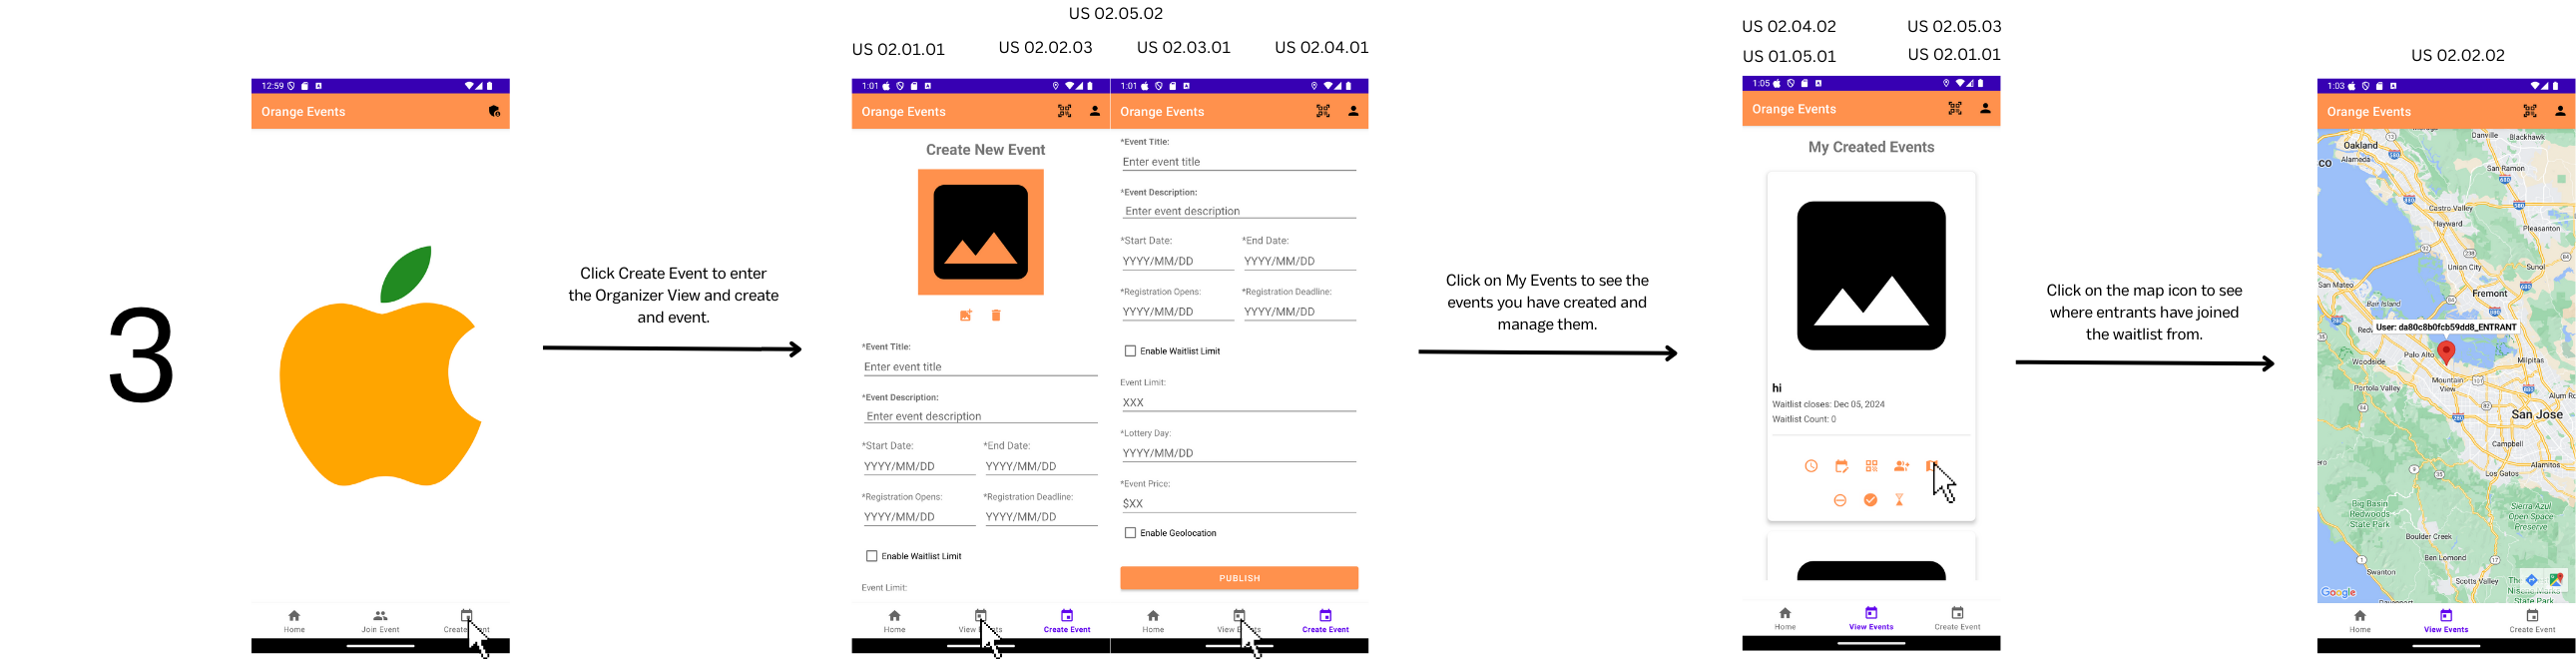 3
12:59
Orange Events
Home
Join Event
Click Create Event to enter
the Organizer View and create
and event.
US 02.05.02
US 02.01.01
US 02.02.03
US 02.03.01
US 02.04.01
1:01
Orange Events
Create New Event
*Event Title:
Enter event title
*Event Description:
Enter event description
*Start Date:
*End Date:
YYYY/MM/DD
YYYY/MM/DD
*Registration Opens:
*Registration Deadline:
YYYY/MM/DD
YYYY/MM/DD
Enable Waitlist Limit
Event Limit:
Home
View
Create Event
1:01
Orange Events
*Event Title:
Enter event title
*Event Description:
Enter event description
*Start Date:
*End Date:
YYYY/MM/DD
YYYY/MM/DD
*Registration Opens:
*Registration Deadline:
YYYY/MM/DD
YYYY/MM/DD
Enable Waitlist Limit
Event Limit:
XXX
*Lottery Day:
YYYY/MM/DD
*Event Price:
$XX
Enable Geolocation
PUBLISH
Home
View
Create Event
Click on My Events to see the
events you have created and
manage them.
US 02.04.02
US 02.05.03
US 01.05.01
US 02.01.01
1:05
Orange Events
My Created Events
hi
Waitlist closes: Dec 05, 2024
Waitlist Count: 0
Home
View Events
Create Event
Click on the map icon to see
where entrants have joined
the waitlist from.
US 02.02.02
1:03
Orange Events
Danville
Blackhawk
Oakland
Alameda
San Ramon
Castro Valley
Hayward
Pleasanton
Union City
Sunol
San Mateo
Bair Island
Fremont
User: da80c8b0fcb59dd8_ENTRANT
Palo Alto
Milpitas
Woodside
Mountain
View
Portola Valley
San Jose
Campbell
Los Gatos
Alamitos
Big Basin
Redwoods
State Park
Sierra Azul
Open Space
Preserve
Boulder Creek
Ben Lomond
Swanton
Scotts Valley
Google
State Park
Home
View Events
Create Event